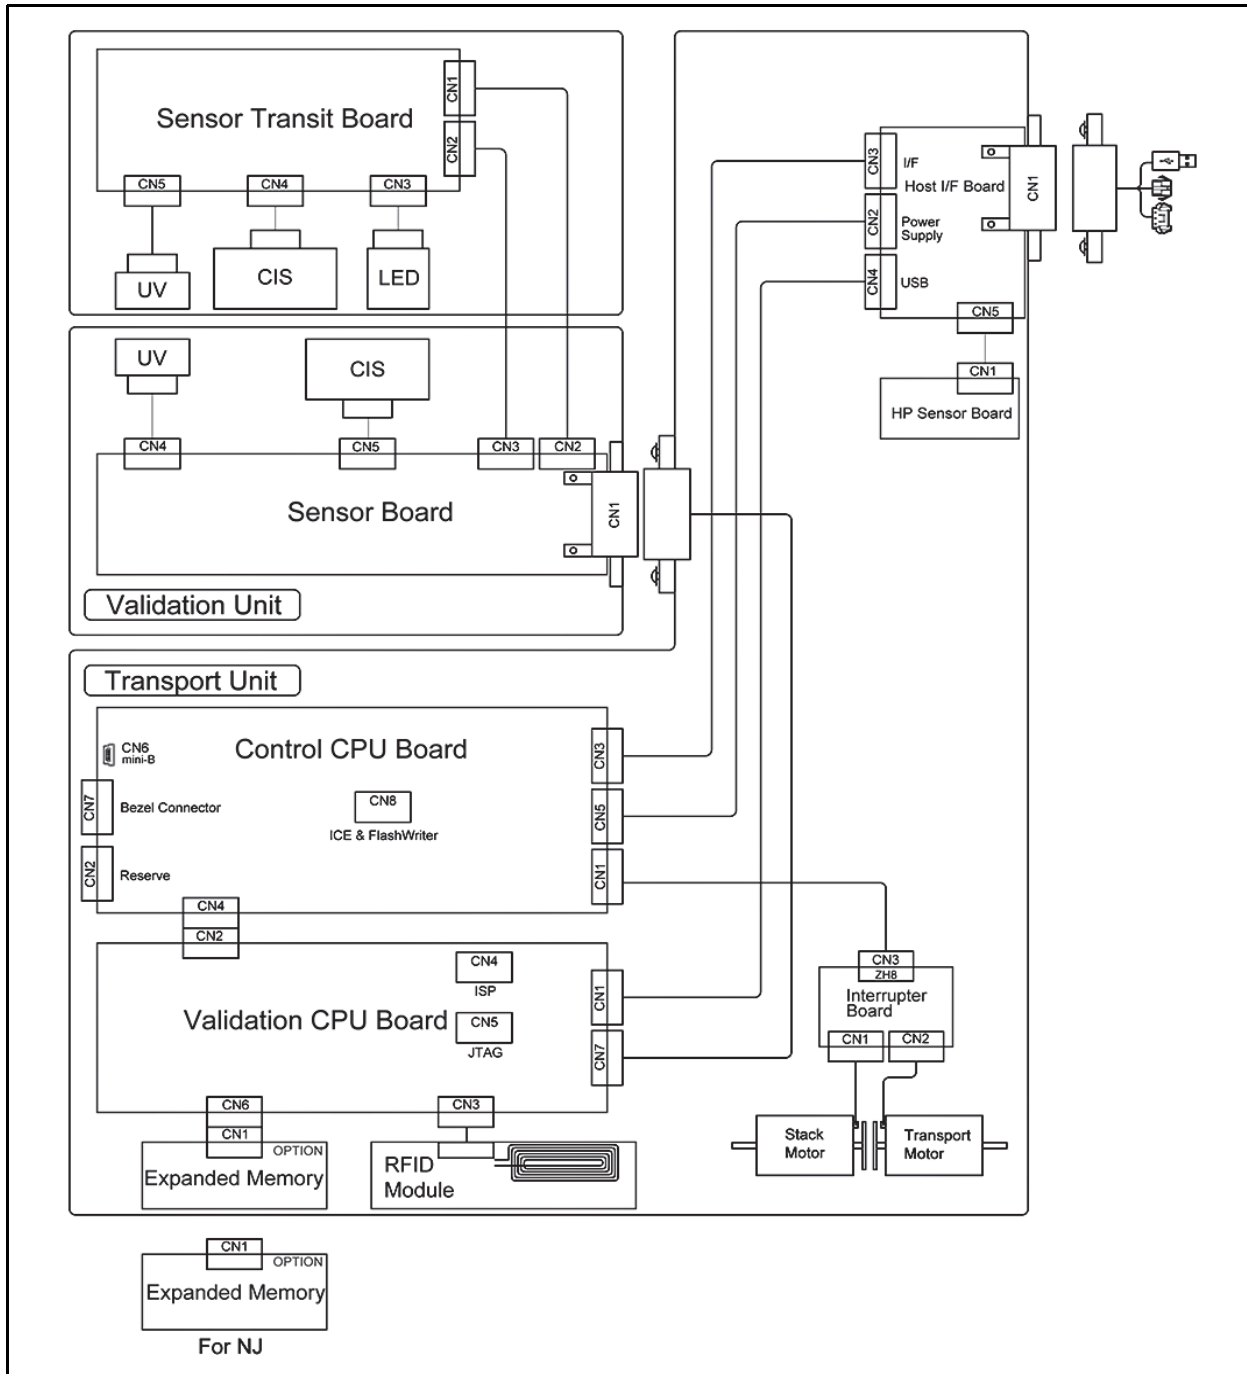 CN1
Sensor Transit Board
CN2
CN5
CN4
CN3
UV
CIS
LED
UV
CIS
CN4
CN5
CN3
CN2
Sensor Board
CN1
Validation Unit
CN3
I/F
Host I/F Board
CN1
CN2
Power
Supply
CN4
USB
CN5
CN1
HP Sensor Board
Transport Unit
Control CPU Board
CN6
mini-B
CN3
CN7
Bezel Connector
CN8
ICE & FlashWriter
CN5
CN2
Reserve
CN1
CN4
CN2
CN4
ISP
CN1
Validation CPU Board
CN5
JTAG
CN7
CN6
CN3
CN1
OPTION
Expanded Memory
RFID
Module
CN3
ZH8
Interrupter
Board
CN1
CN2
Stack
Motor
Transport
Motor
CN1
OPTION
Expanded Memory
For NJ